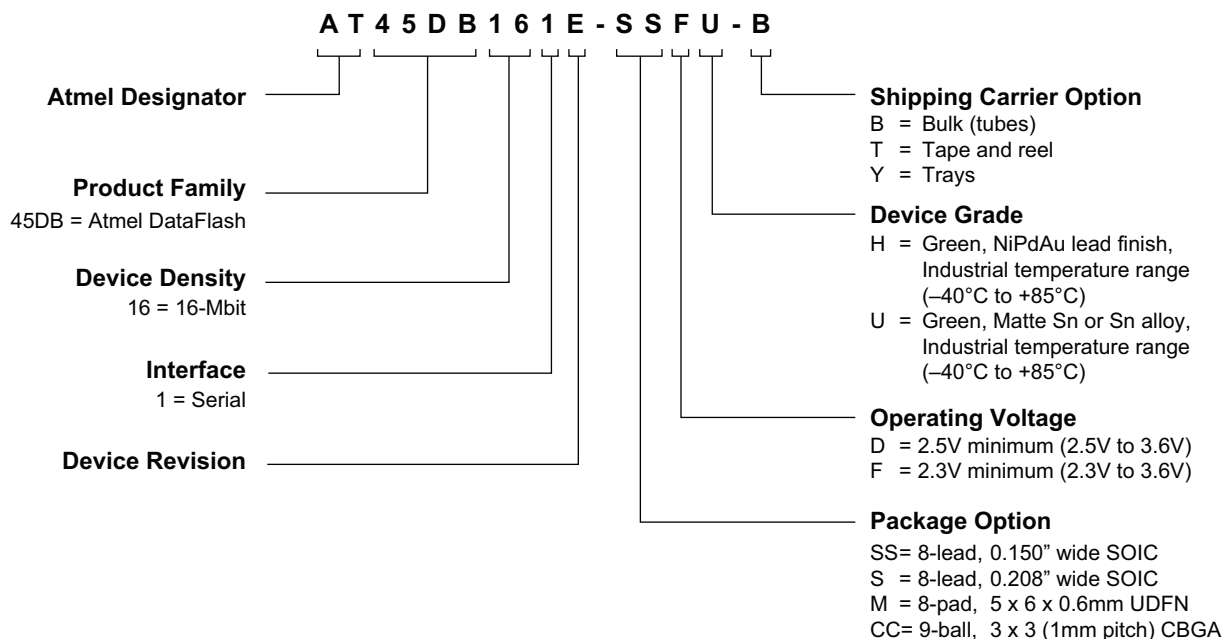 A T 4 5 D B 1 6 1 E - S S F U - B
Atmel Designator
Product Family
45DB = Atmel DataFlash
Device Density
16 = 16-Mbit
Interface
1 = Serial
Device Revision
Shipping Carrier Option
B = Bulk (tubes)
T = Tape and reel
Y = Trays
Device Grade
H = Green, NiPdAu lead finish,
Industrial temperature range
(–40°C to +85°C)
U = Green, Matte Sn or Sn alloy,
Industrial temperature range
(–40°C to +85°C)
Operating Voltage
D = 2.5V minimum (2.5V to 3.6V)
F = 2.3V minimum (2.3V to 3.6V)
Package Option
SS= 8-lead, 0.150” wide SOIC
S = 8-lead, 0.208” wide SOIC
M = 8-pad, 5 x 6 x 0.6mm UDFN
CC= 9-ball, 3 x 3 (1mm pitch) CBGA